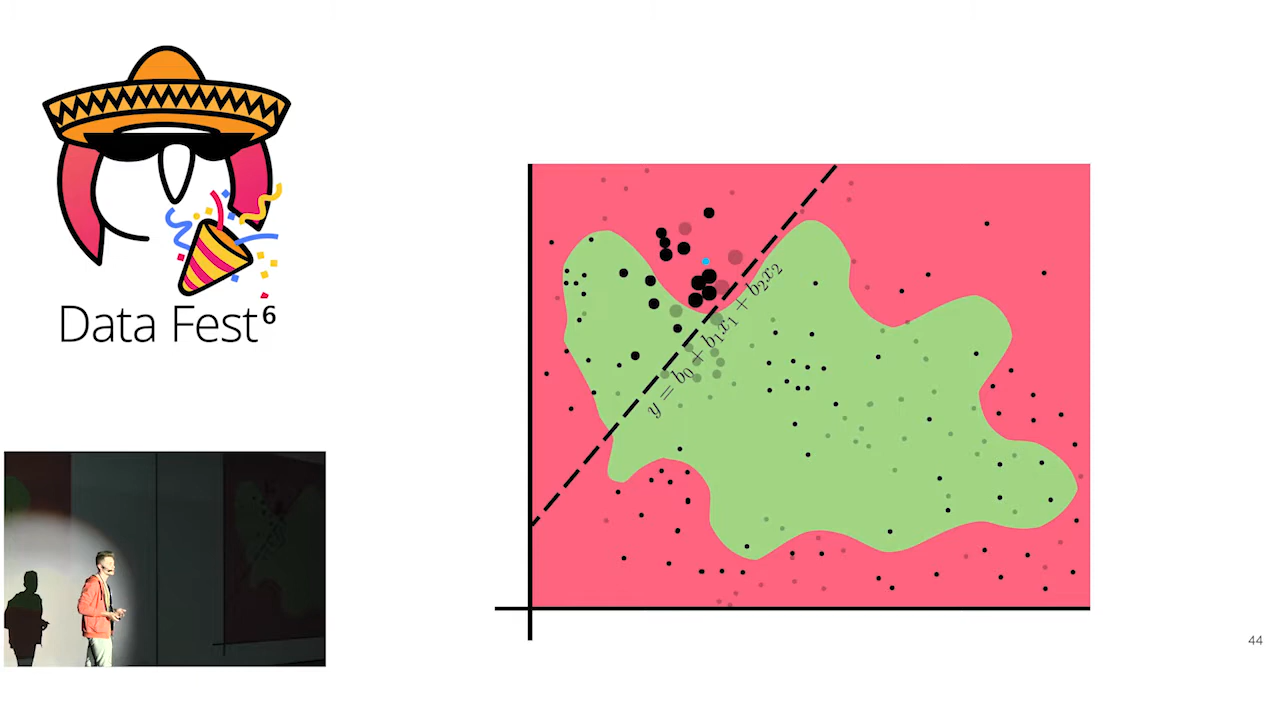 Data Fest⁶
y = b₀ + b₁x₁ + b₂x₂
44